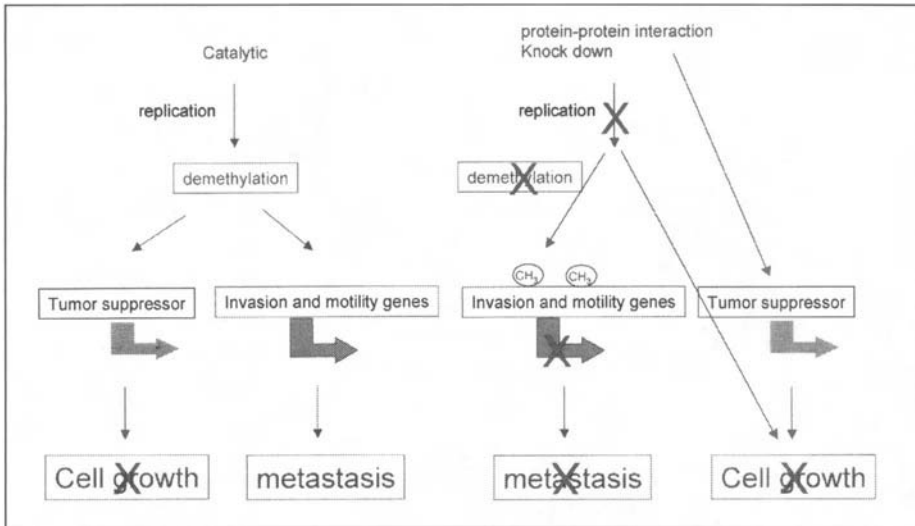 Catalytic
replication
demethylation
Tumor suppressor
Invasion and motility genes
Cell growth
metastasis
protein-protein interaction
Knock down
replication
demethylation
CH3
CH3
Invasion and motility genes
Tumor suppressor
metastasis
Cell growth